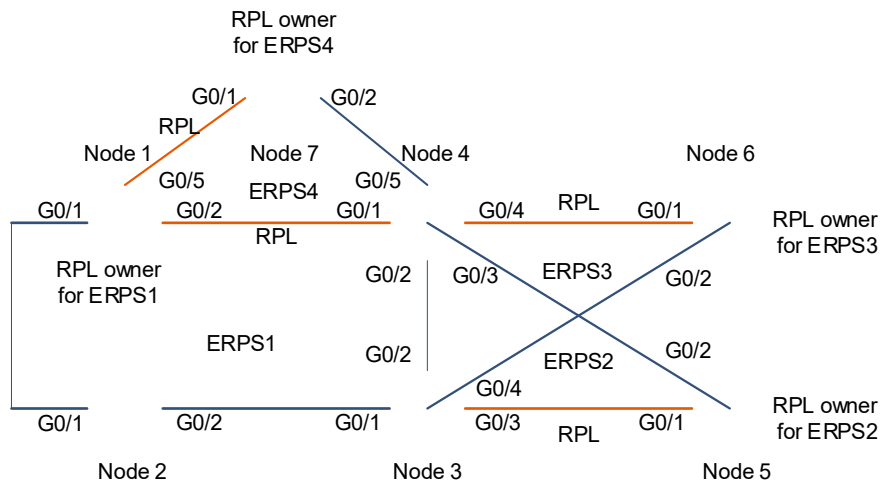 RPL owner
for ERPS4
G0/1
G0/2
RPL
Node 1
Node 7
Node 4
Node 6
G0/5
ERPS4
G0/5
G0/1
G0/2
G0/1
G0/4
RPL
G0/1
RPL
RPL owner
for ERPS3
RPL owner
for ERPS1
G0/2
G0/3
ERPS3
G0/2
ERPS1
G0/2
ERPS2
G0/2
G0/4
RPL owner
for ERPS2
G0/1
G0/2
G0/1
G0/3
RPL
G0/1
Node 2
Node 3
Node 5